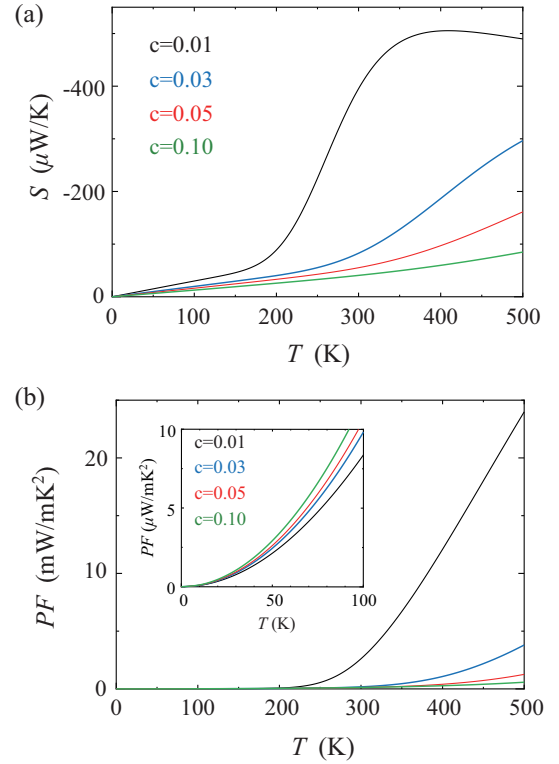 (a)
-400
-200
0
S (μW/K)
c=0.01
c=0.03
c=0.05
c=0.10
0 100 200 300 400 500
T (K)
(b)
20
10
0
PF (mW/mK²)
10
5
0
PF (μW/mK²)
c=0.01
c=0.03
c=0.05
c=0.10
0 50 100
T (K)
0 100 200 300 400 500
T (K)